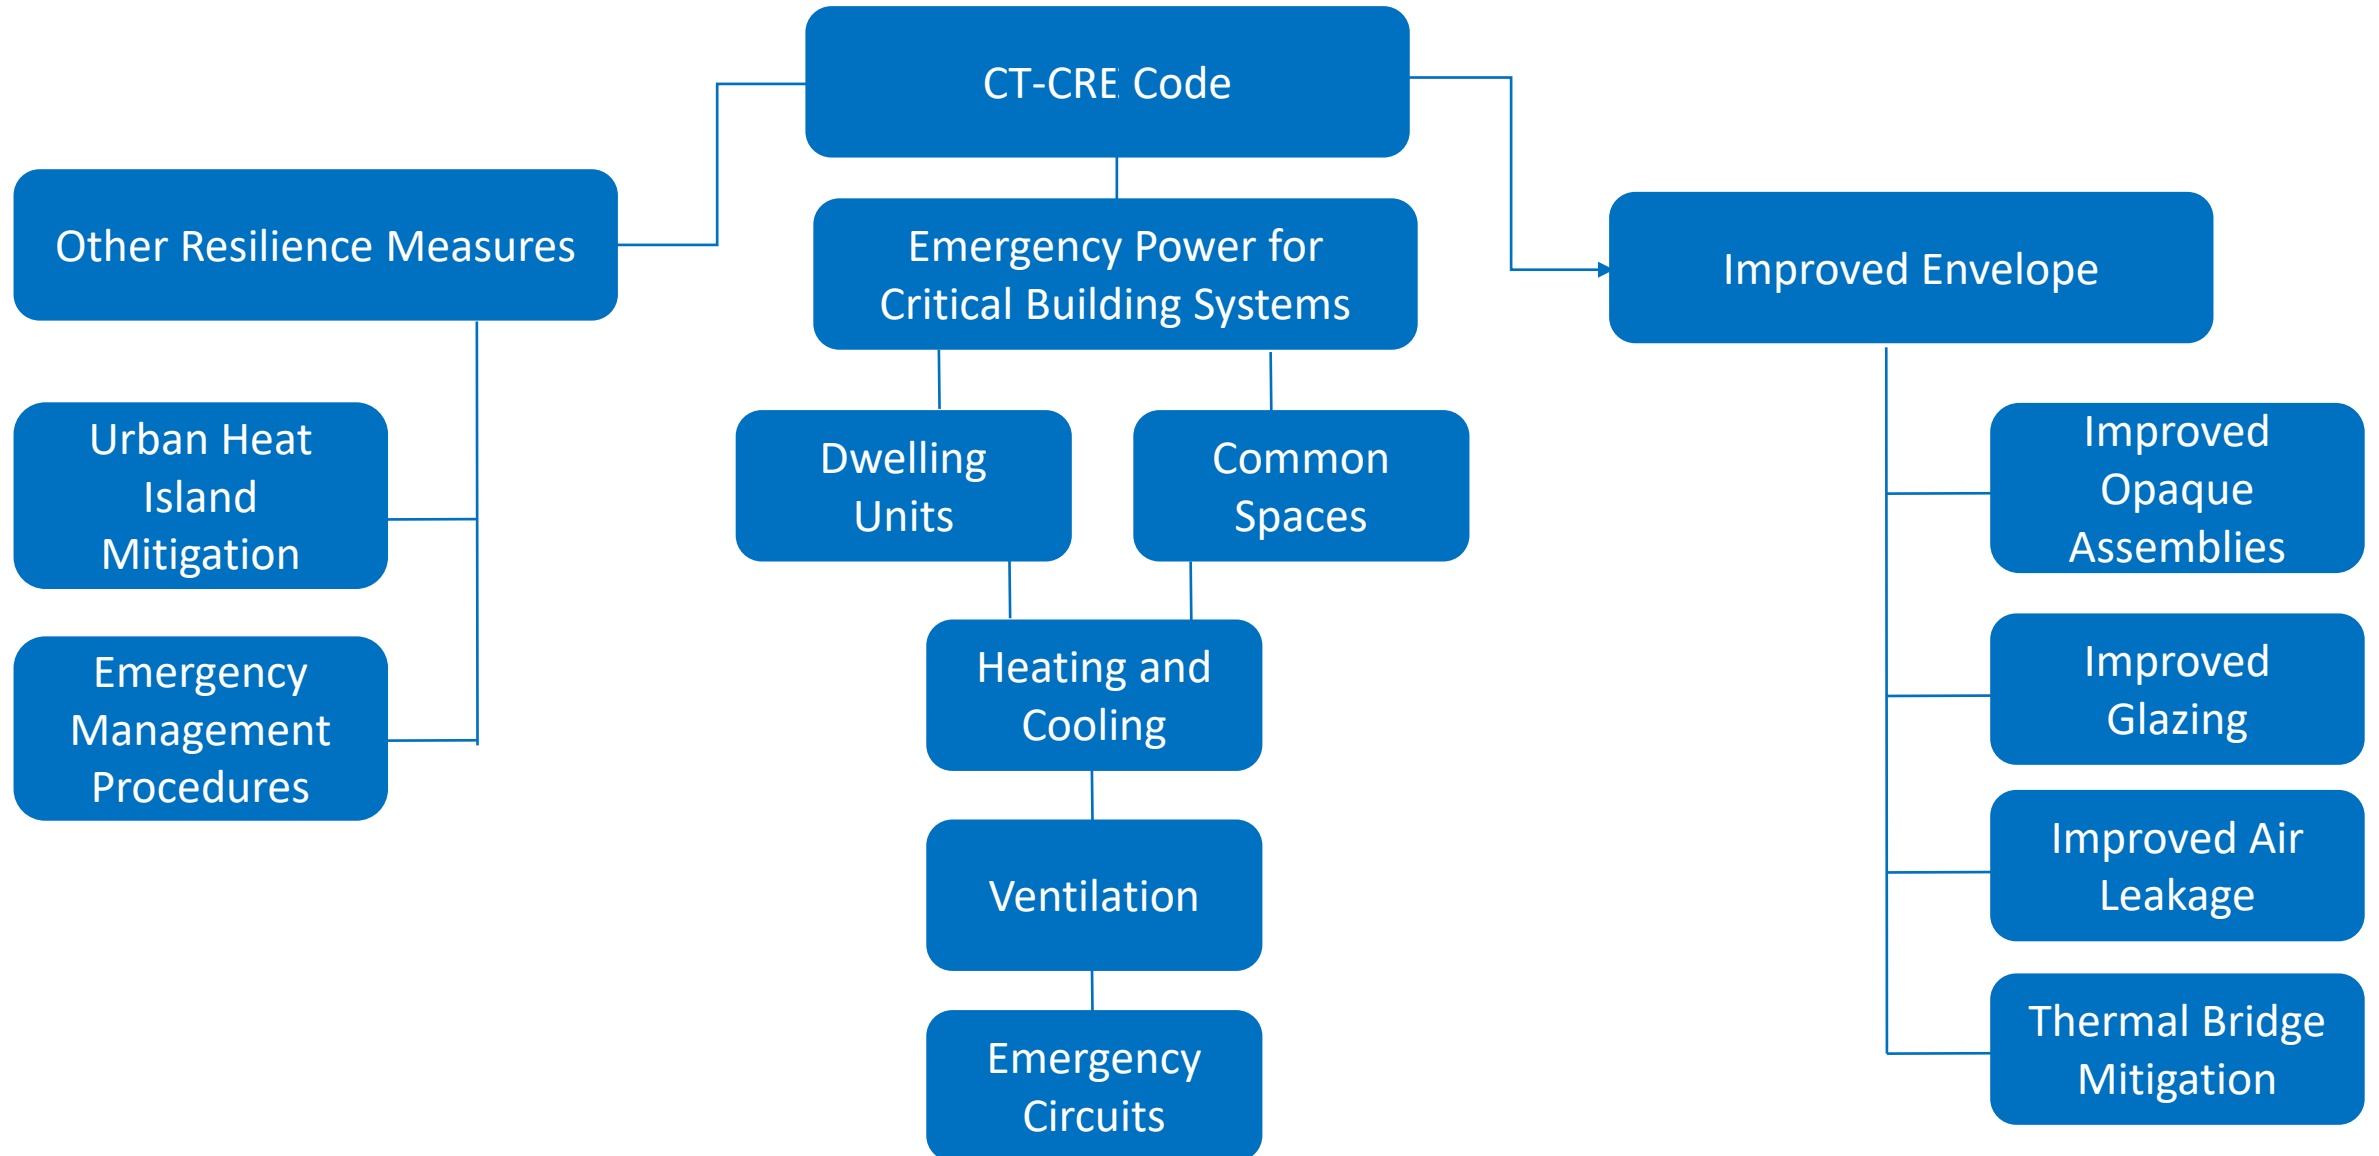 CT-CRE Code
Other Resilience Measures
Emergency Power for
Critical Building Systems
Improved Envelope
Urban Heat
Island
Mitigation
Emergency
Management
Procedures
Dwelling
Units
Common
Spaces
Heating and
Cooling
Ventilation
Emergency
Circuits
Improved
Opaque
Assemblies
Improved
Glazing
Improved Air
Leakage
Thermal Bridge
Mitigation